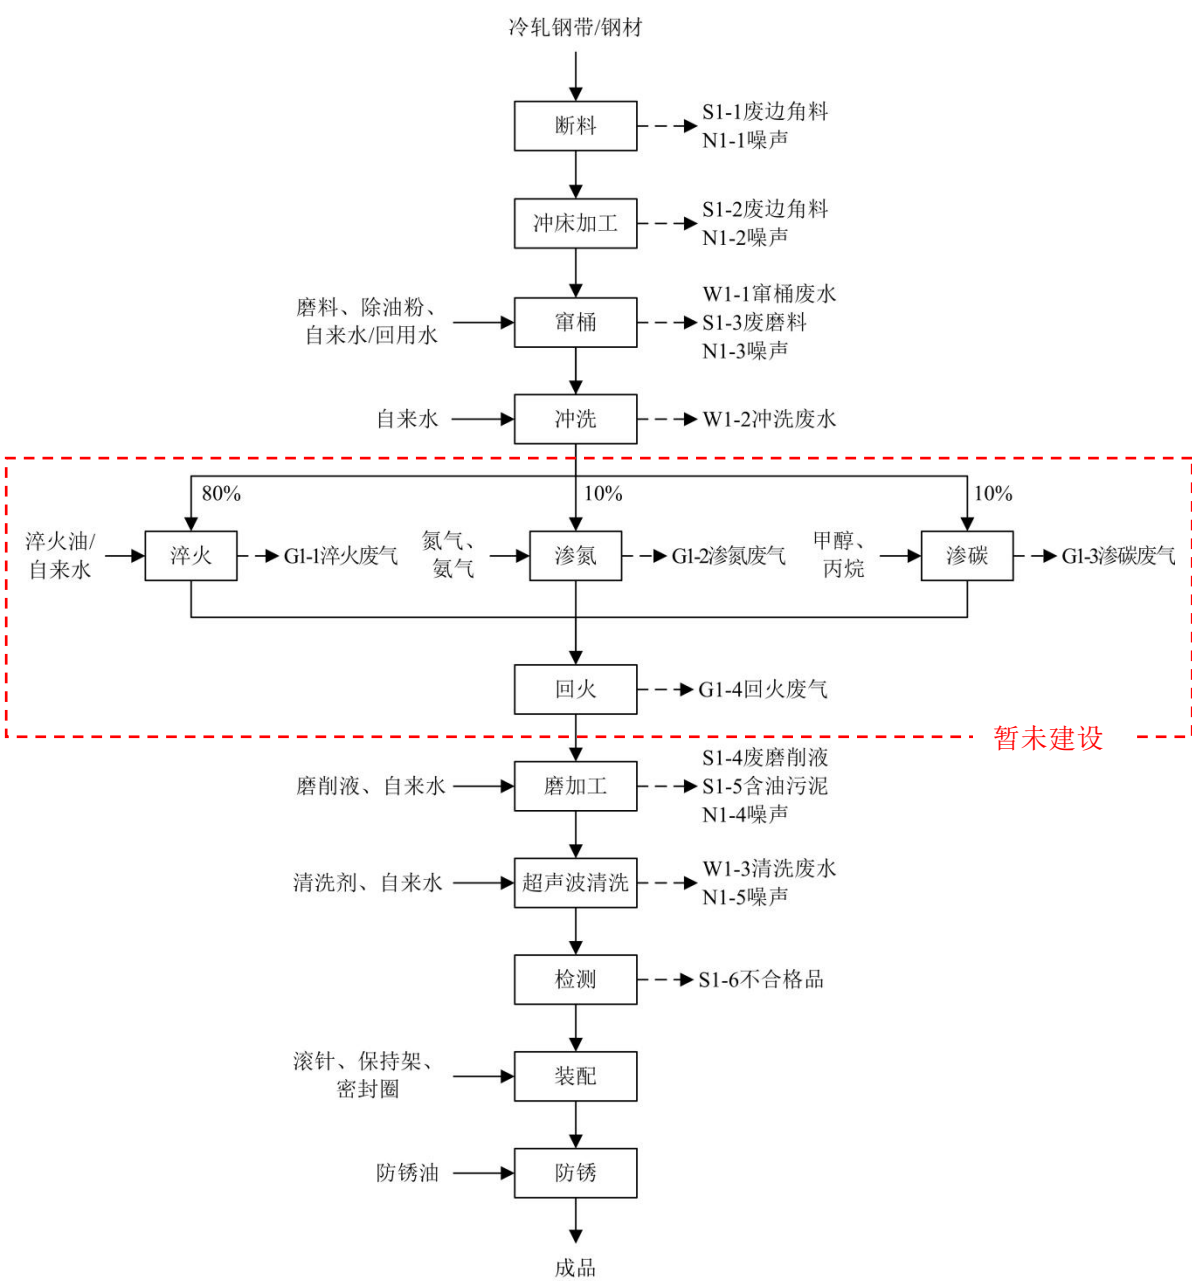 冷轧钢带/钢材
断料
S1-1废边角料
N1-1噪声
冲床加工
S1-2废边角料
N1-2噪声
磨料、除油粉、
自来水/回用水
窜桶
W1-1窜桶废水
S1-3废磨料
N1-3噪声
自来水
冲洗
W1-2冲洗废水
80%
10%
10%
淬火油/
自来水
淬火
G1-1淬火废气
氮气、
氨气
渗氮
G1-2渗氮废气
甲醇、
丙烷
渗碳
G1-3渗碳废气
回火
G1-4回火废气
暂未建设
磨削液、自来水
磨加工
S1-4废磨削液
S1-5含油污泥
N1-4噪声
清洗剂、自来水
超声波清洗
W1-3清洗废水
N1-5噪声
检测
S1-6不合格品
滚针、保持架、
密封圈
装配
防锈油
防锈
成品